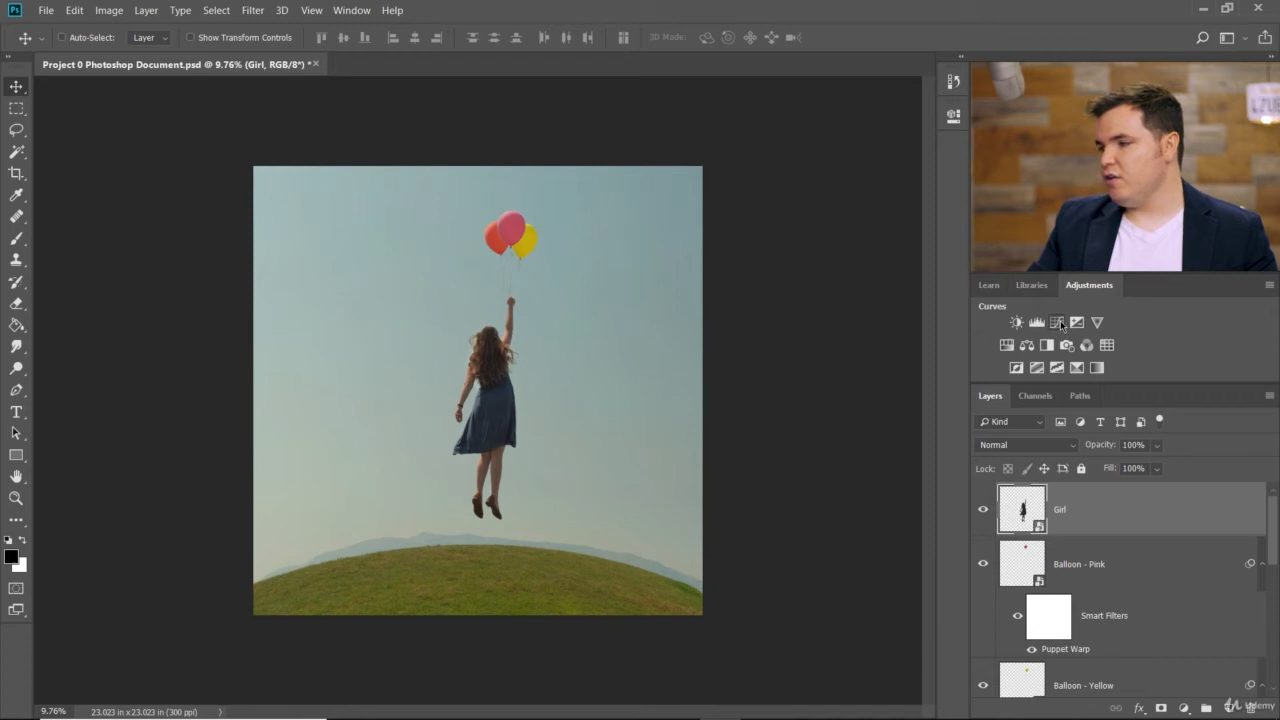 Ps File Edit Image Layer Type Select Filter 3D View Window Help
Auto-Select: Layer Show Transform Controls 3D Mode:
Project 0 Photoshop Document.psd @ 9.76% (Girl, RGB/8*) *
Learn Libraries Adjustments
Curves
Layers Channels Paths
Kind
Normal Opacity: 100%
Lock: Fill: 100%
Girl
Balloon - Pink
Smart Filters
Puppet Warp
Balloon - Yellow
9.76% 23.023 in x 23.023 in (300 ppi)
fx
Udemy